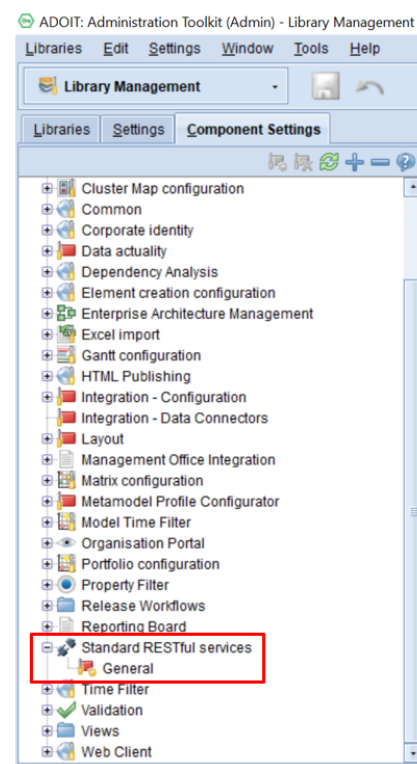 ADOIT: Administration Toolkit (Admin) - Library Management
Libraries Edit Settings Window Tools Help
Library Management
Libraries Settings Component Settings
Cluster Map configuration
Common
Corporate identity
Data actuality
Dependency Analysis
Element creation configuration
Enterprise Architecture Management
Excel import
Gantt configuration
HTML Publishing
Integration - Configuration
Integration - Data Connectors
Layout
Management Office Integration
Matrix configuration
Metamodel Profile Configurator
Model Time Filter
Organisation Portal
Portfolio configuration
Property Filter
Release Workflows
Reporting Board
Standard RESTful services
General
Time Filter
Validation
Views
Web Client